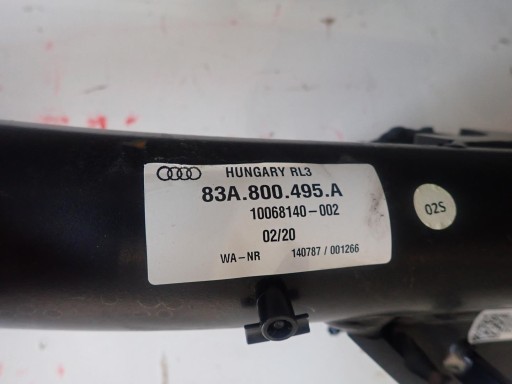 HUNGARY RL3
83A.800.495.A
10068140-002
02/20
WA-NR 140787 / 001266
02S